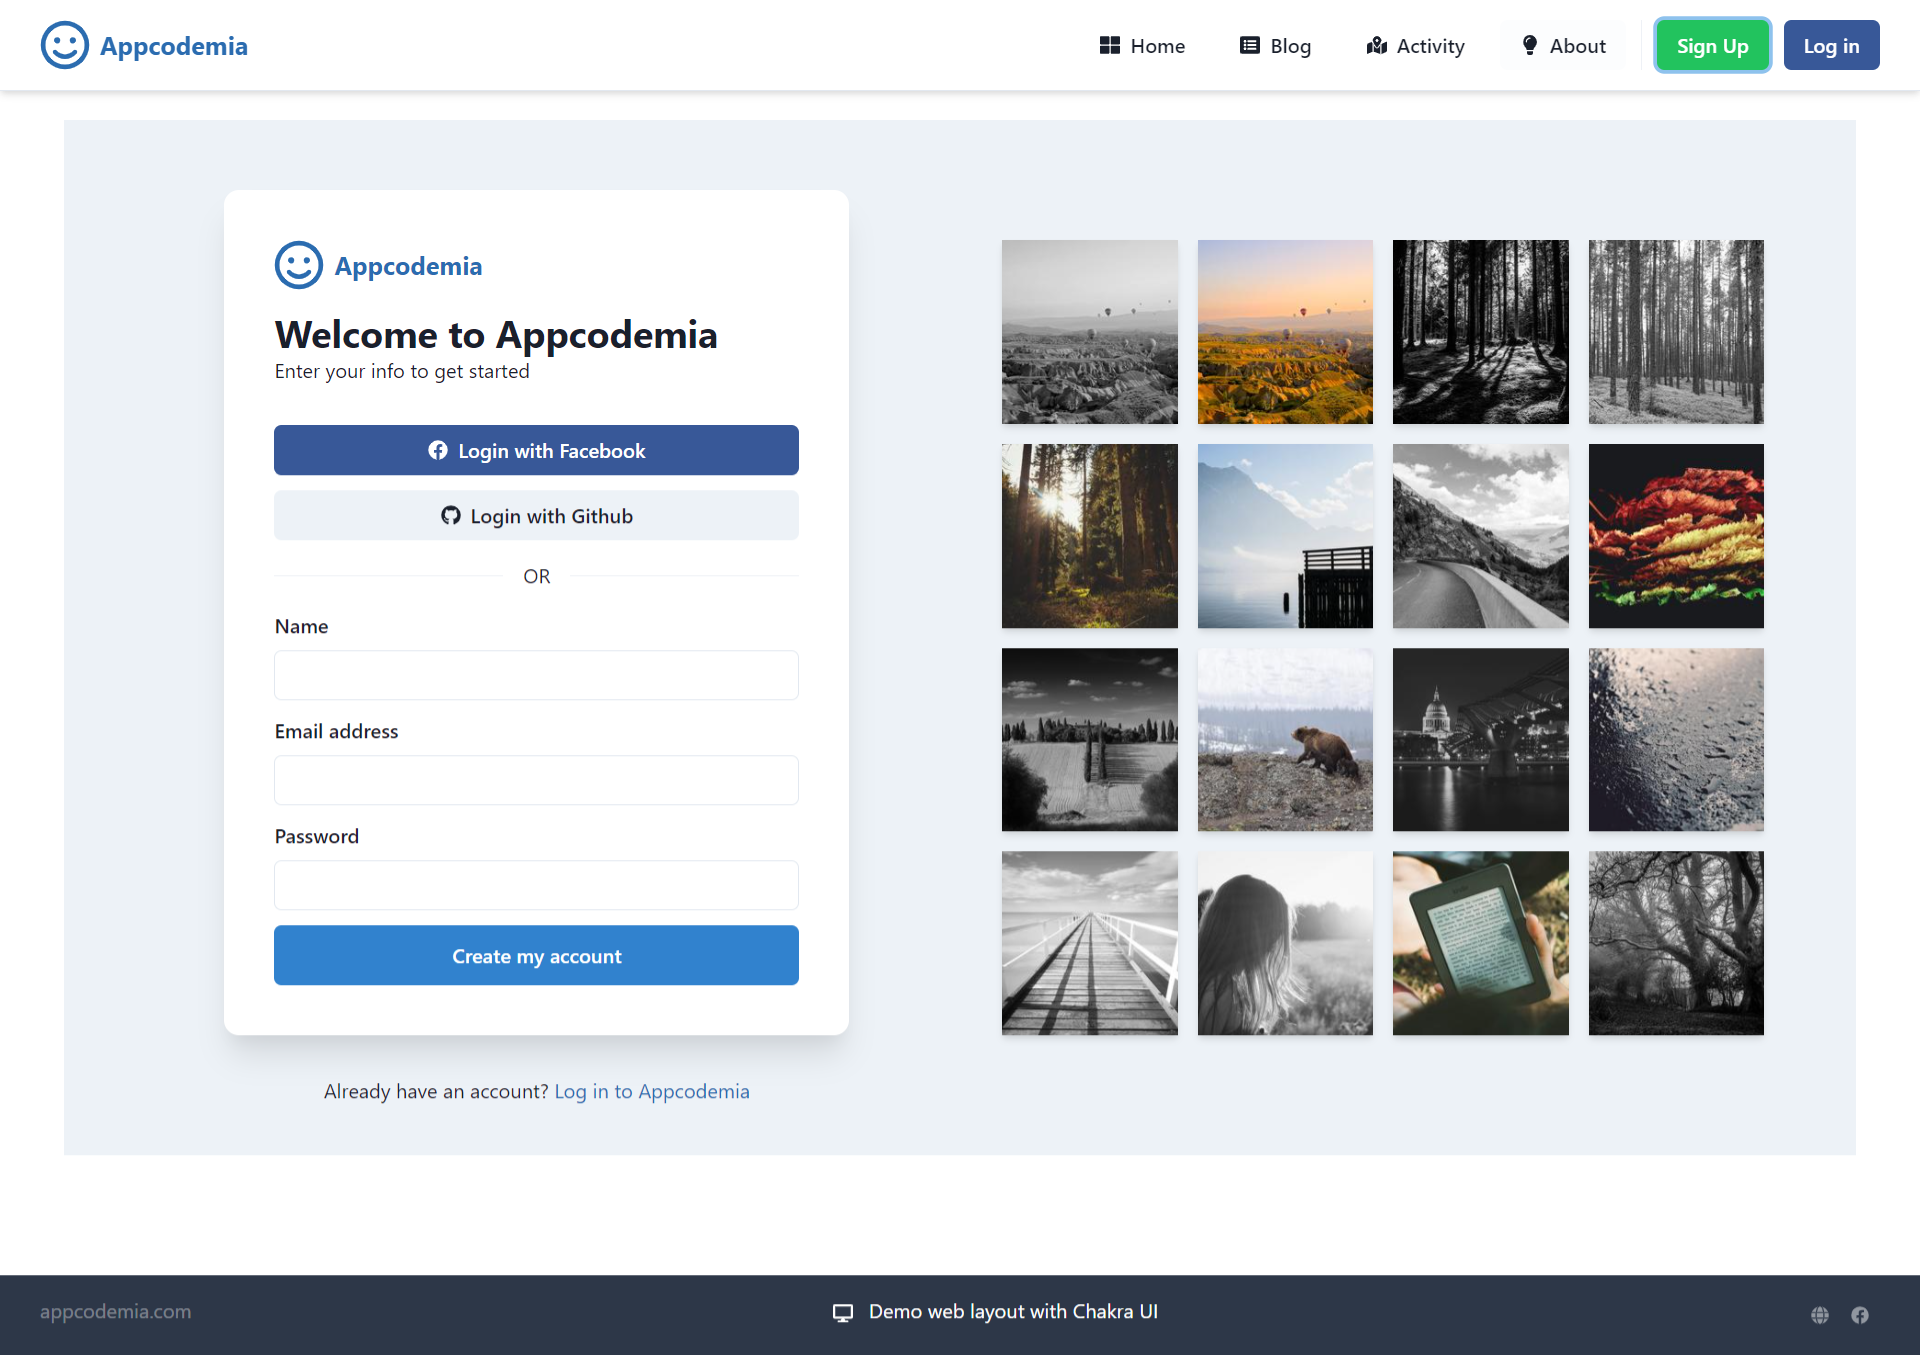 Appcodemia
Home
Blog
Activity
About
Sign Up
Log in
Appcodemia
Welcome to Appcodemia
Enter your info to get started
Login with Facebook
Login with Github
OR
Name
Email address
Password
Create my account
Already have an account? Log in to Appcodemia
appcodemia.com
Demo web layout with Chakra UI